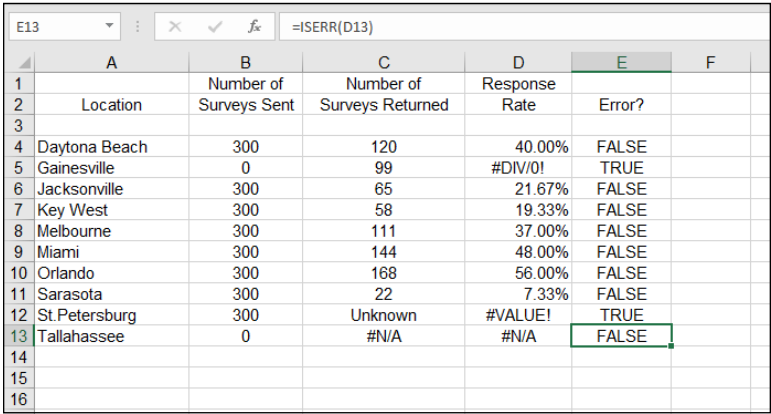 E13 fx =ISERR(D13)
A B C D E F
1 Number of Number of Response
2 Location Surveys Sent Surveys Returned Rate Error?
3
4 Daytona Beach 300 120 40.00% FALSE
5 Gainesville 0 99 #DIV/0! TRUE
6 Jacksonville 300 65 21.67% FALSE
7 Key West 300 58 19.33% FALSE
8 Melbourne 300 111 37.00% FALSE
9 Miami 300 144 48.00% FALSE
10 Orlando 300 168 56.00% FALSE
11 Sarasota 300 22 7.33% FALSE
12 St.Petersburg 300 Unknown #VALUE! TRUE
13 Tallahassee 0 #N/A #N/A FALSE
14
15
16